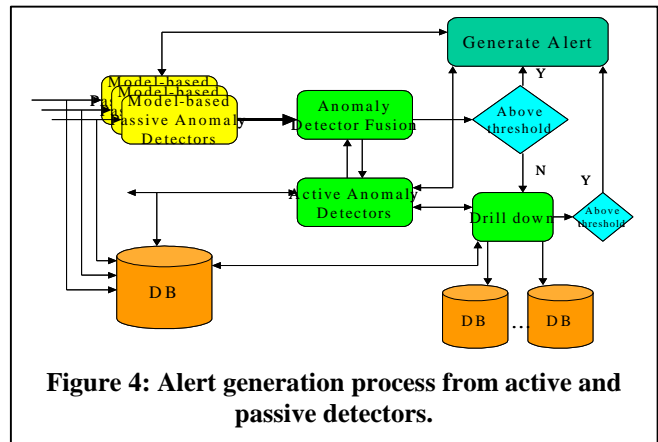 Generate Alert
Model-based
Model-based
Model-based
Passive Anomaly
Detectors
Anomaly
Detector Fusion
Above
threshold
Y
N
Y
Active Anomaly
Detectors
Drill down
Above
threshold
DB
DB
...
DB
Figure 4: Alert generation process from active and
passive detectors.